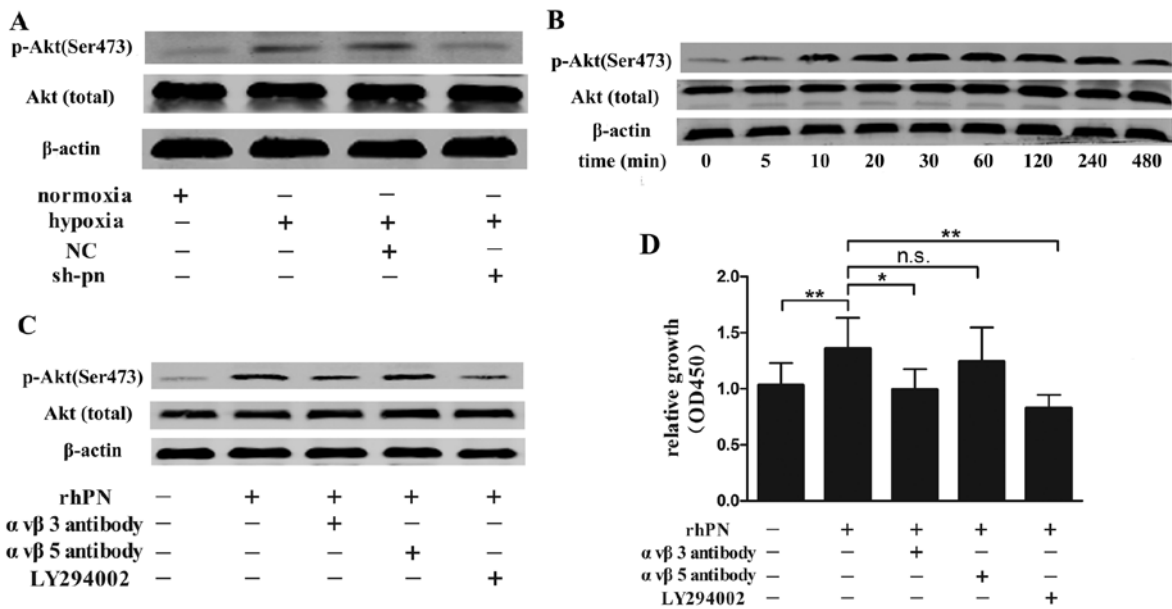 A
p-Akt(Ser473)
Akt (total)
β-actin
normoxia + − − −
hypoxia − + + +
NC − − + −
sh-pn − − − +
B
p-Akt(Ser473)
Akt (total)
β-actin
time (min) 0 5 10 20 30 60 120 240 480
C
p-Akt(Ser473)
Akt (total)
β-actin
rhPN − + + + +
α vβ 3 antibody − − + − −
α vβ 5 antibody − − − + −
LY294002 − − − − +
D
**
n.s.
*
**
relative growth
(OD450)
2.0
1.5
1.0
0.5
0.0
rhPN − + + + +
α vβ 3 antibody − − + − −
α vβ 5 antibody − − − + −
LY294002 − − − − +